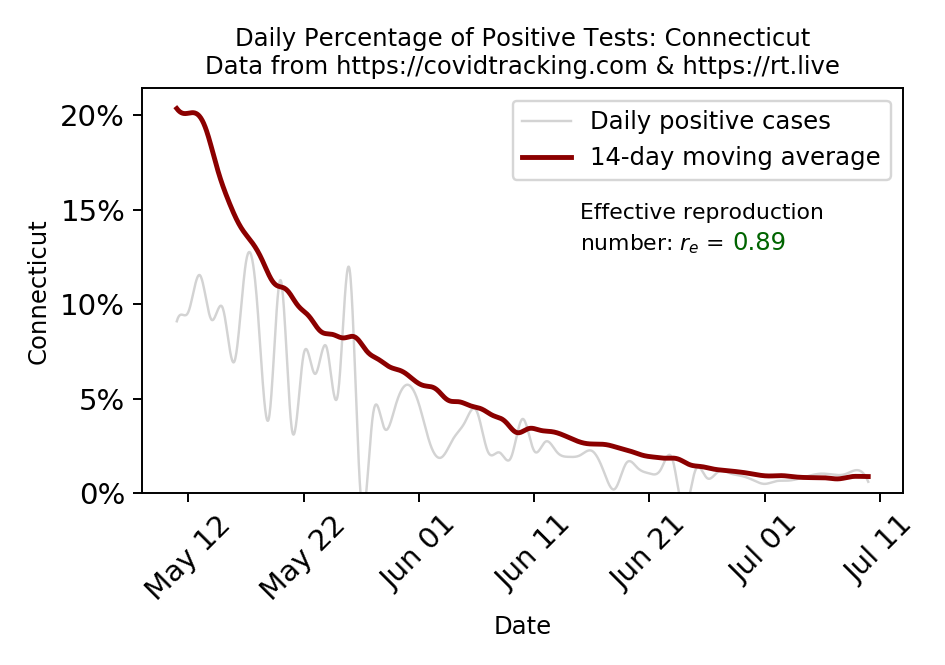 Daily Percentage of Positive Tests: Connecticut
Data from https://covidtracking.com & https://rt.live
Daily positive cases
14-day moving average
Effective reproduction
number: rₑ = 0.89
Connecticut
20%
15%
10%
5%
0%
May 12
May 22
Jun 01
Jun 11
Jun 21
Jul 01
Jul 11
Date